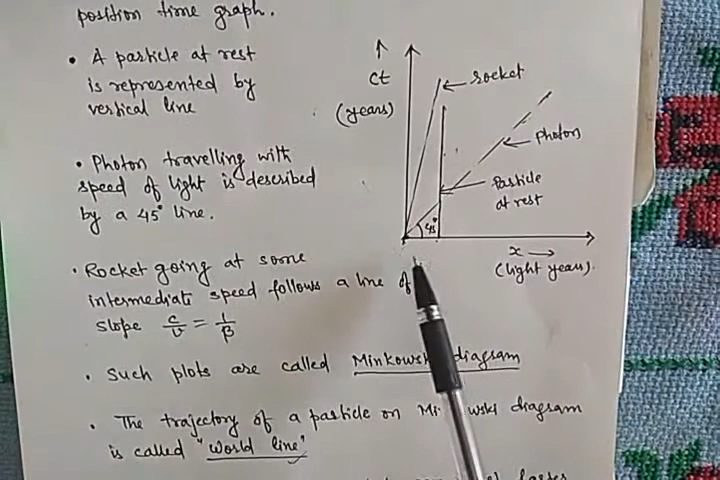 position time graph.
• A particle at rest
is represented by
vertical line
• Photon travelling with
speed of light is described
by a 45° line.
• Rocket going at some
intermediate speed follows a line of
slope c/v = 1/β
• Such plots are called Minkowski diagram
• The trajectory of a particle on diagram
is called "World line"
ct
(years)
rocket
Photon
Particle
at rest
45°
x →
(light years).